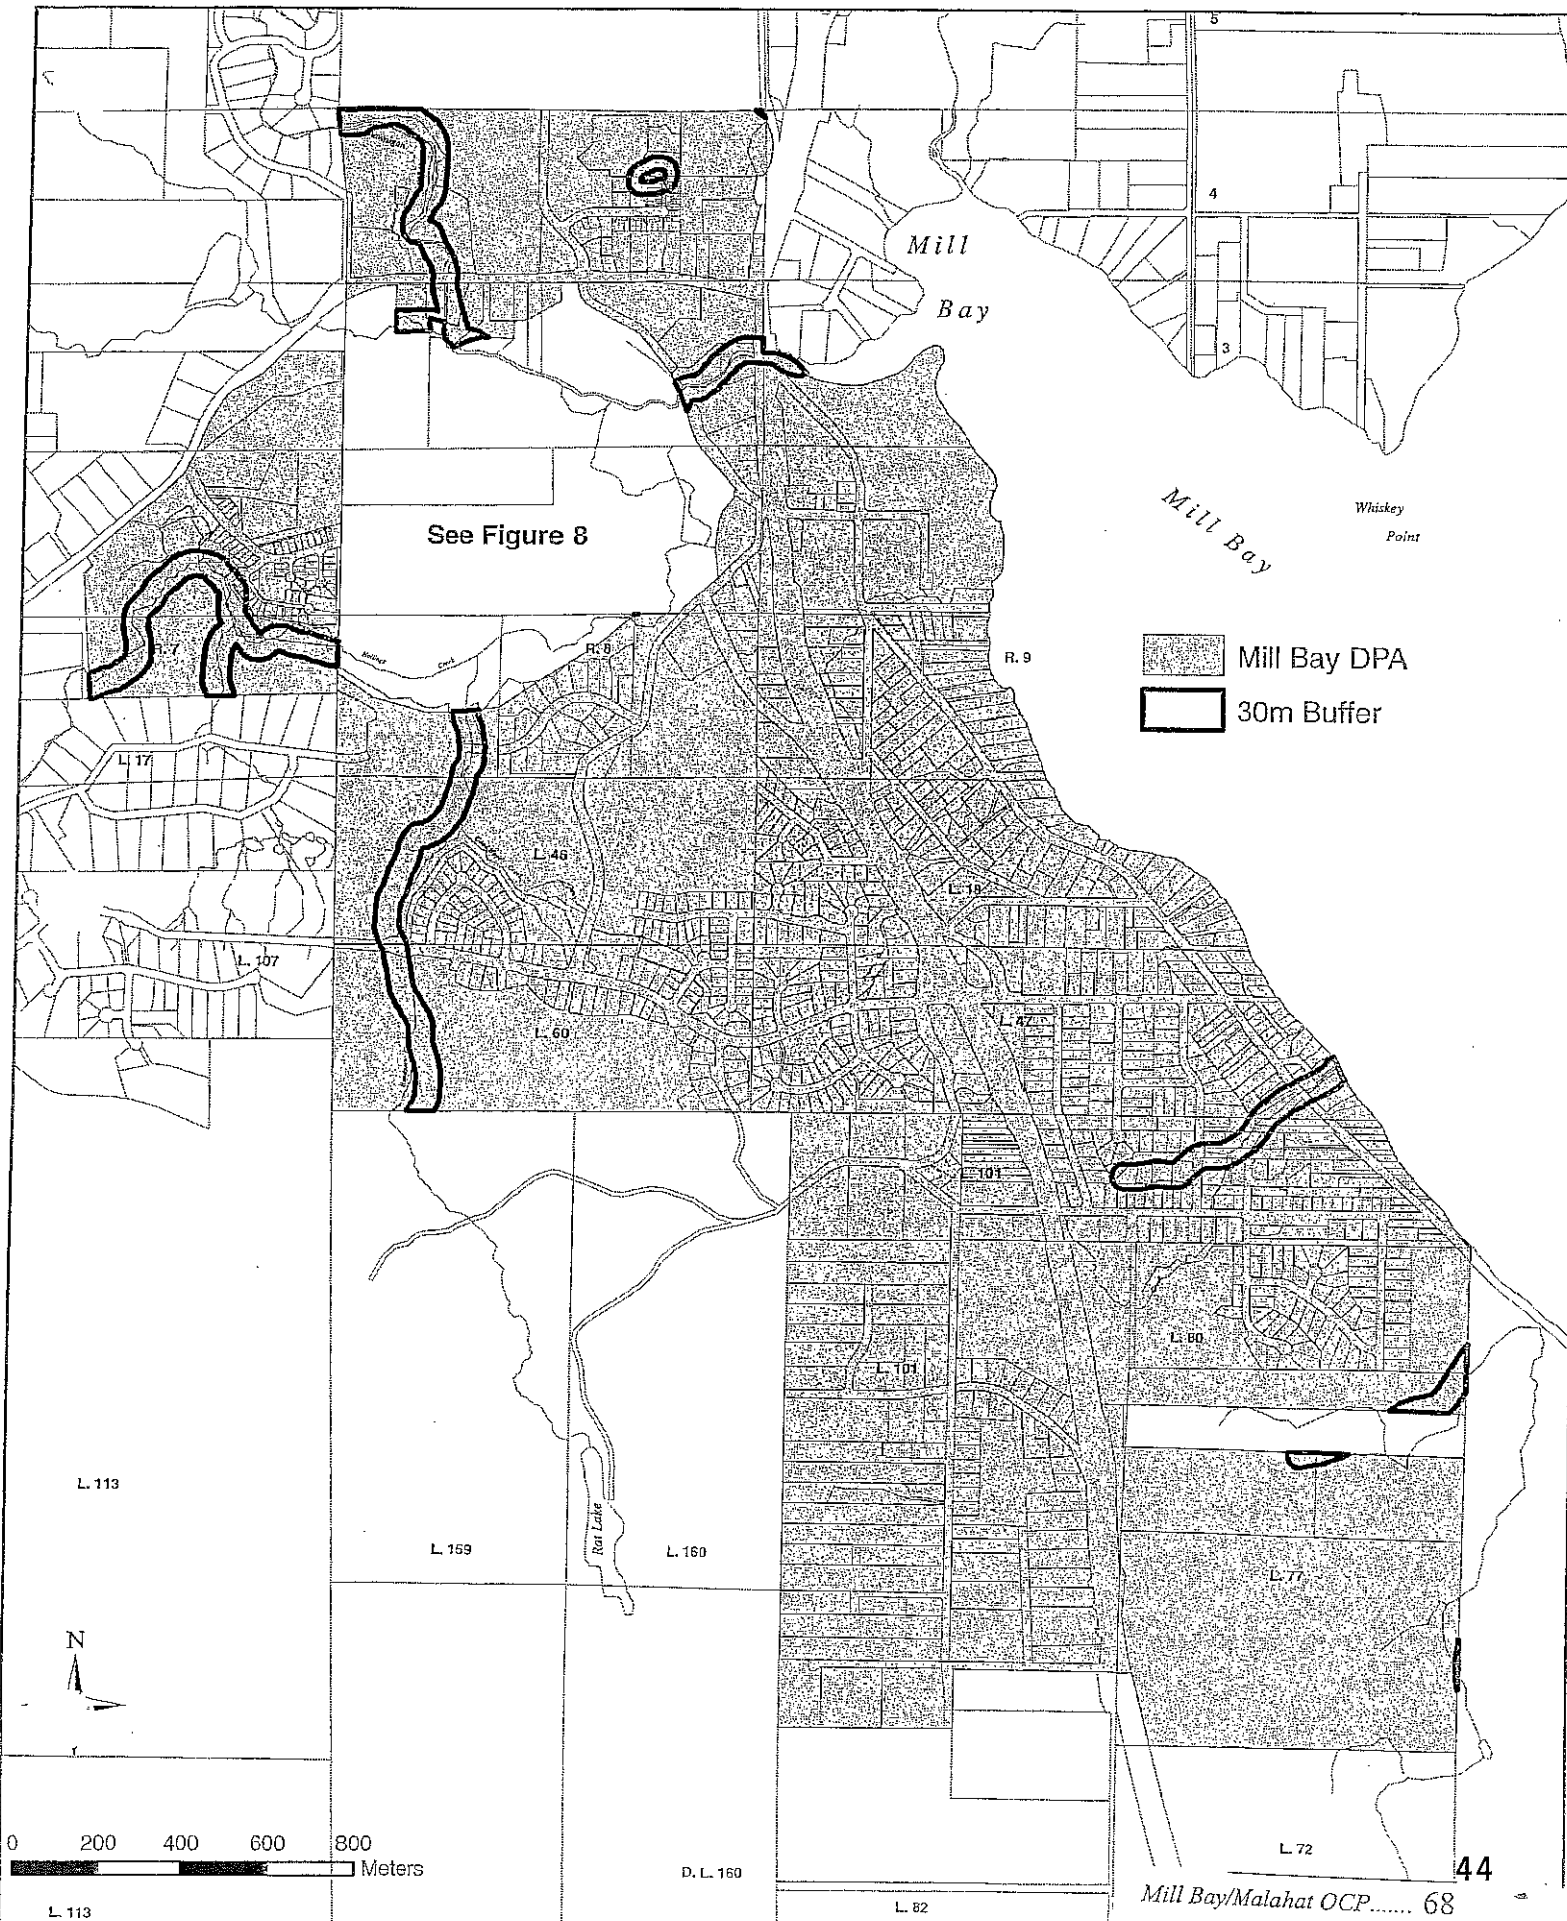 5
4
Mill
Bay
3
Mill Bay
Whiskey
Point
See Figure 8
Mill Bay DPA
30m Buffer
R. 9
R. 8
R. 7
Creek
L. 17
L. 46
L. 18
L. 107
L. 60
L. 47
L. 101
L. 80
L. 101
L. 113
Rat Lake
L. 159
L. 160
L. 77
N
0 200 400 600 800
Meters
L. 72
D. L. 160
44
Mill Bay/Malahat OCP....... 68
L. 113
L. 82